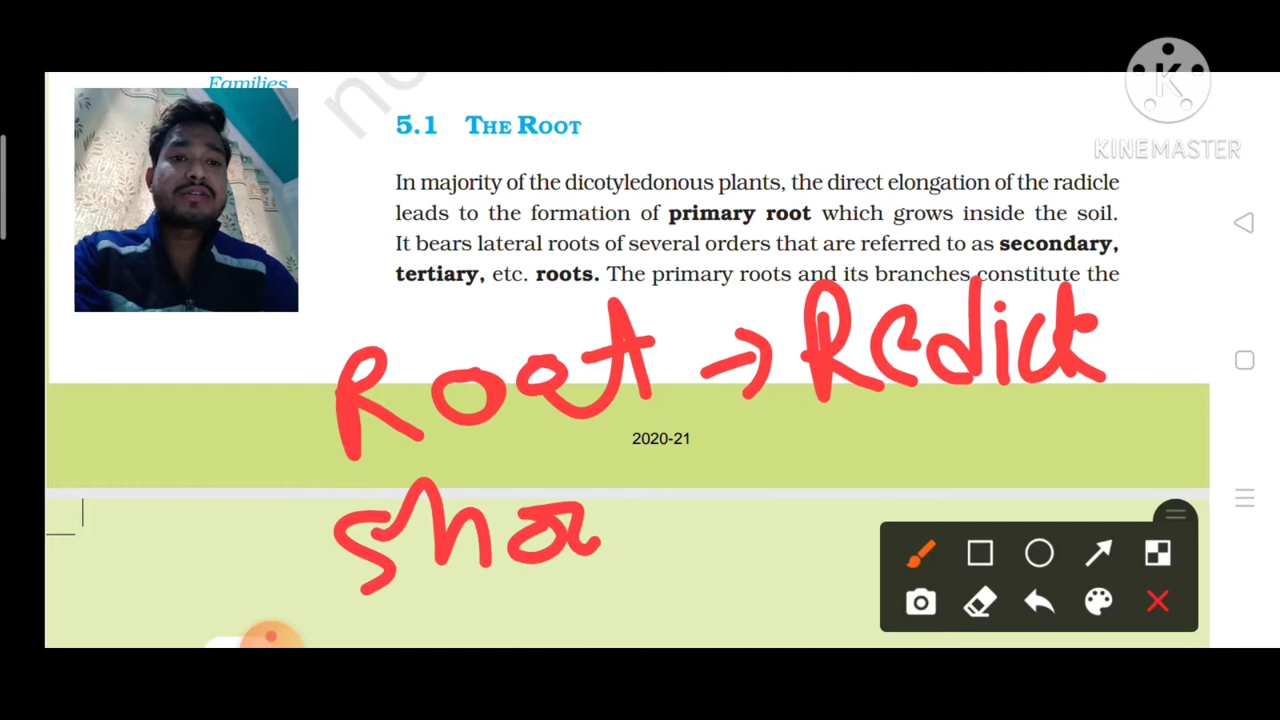 Families
KINEMASTER
5.1 THE ROOT
In majority of the dicotyledonous plants, the direct elongation of the radicle
leads to the formation of primary root which grows inside the soil.
It bears lateral roots of several orders that are referred to as secondary,
tertiary, etc. roots. The primary roots and its branches constitute the
Root → Redick
2020-21
Shoo